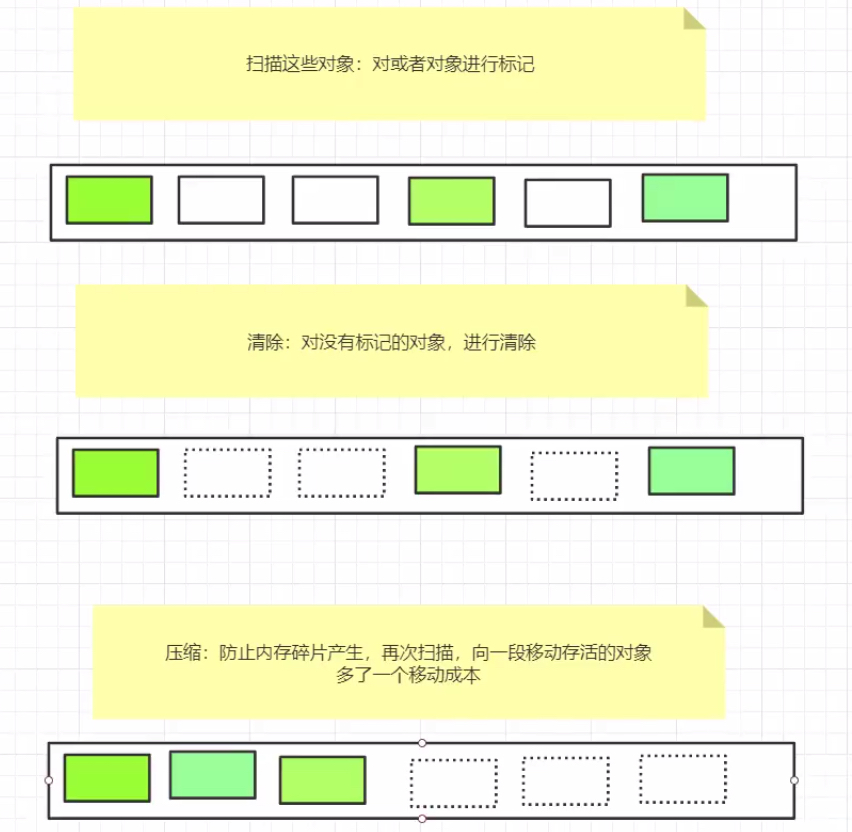 扫描这些对象：对或者对象进行标记
清除：对没有标记的对象，进行清除
压缩：防止内存碎片产生，再次扫描，向一段移动存活的对象
多了一个移动成本